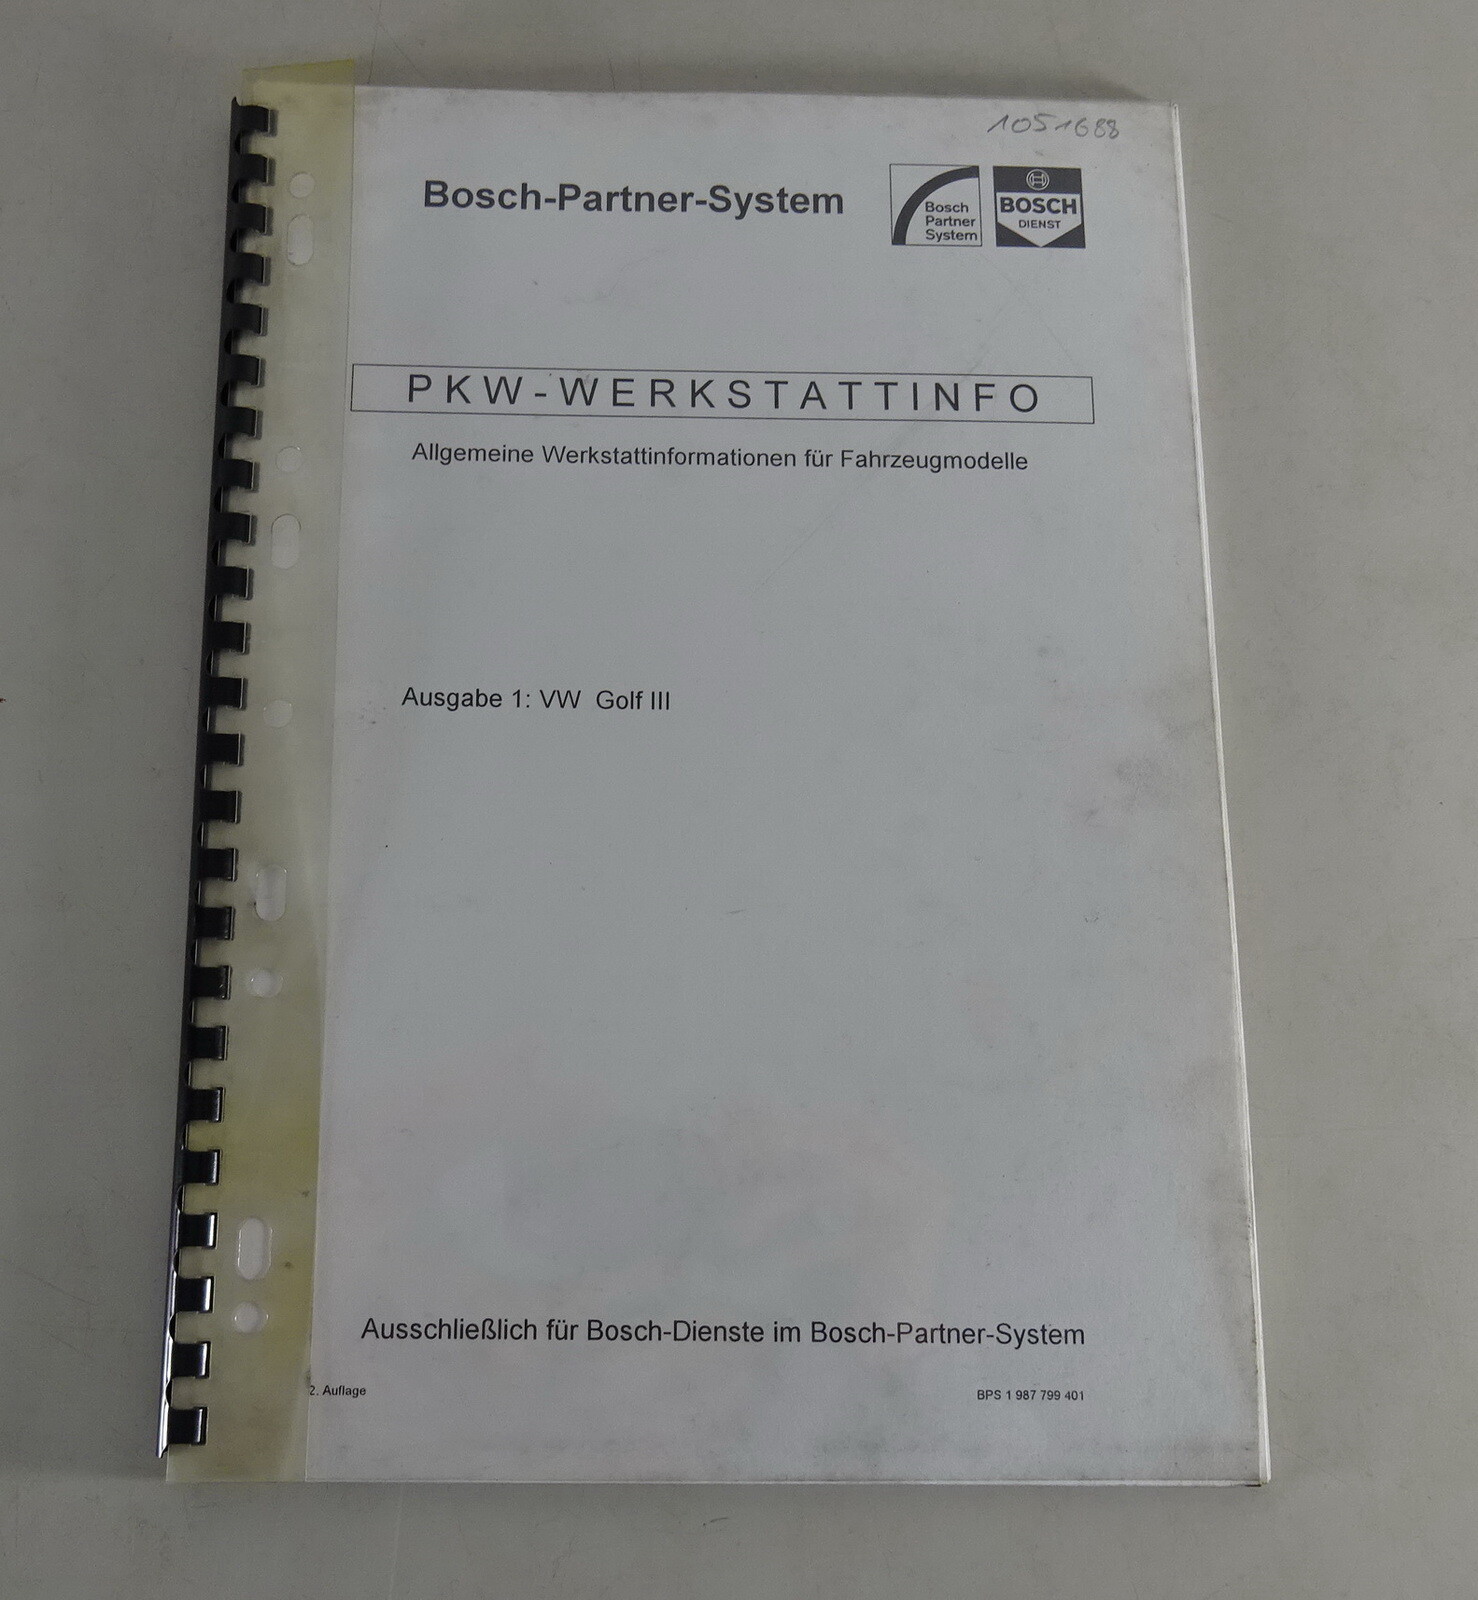 1051688
Bosch-Partner-System
Bosch
Partner
System
BOSCH
DIENST
PKW-WERKSTATTINFO
Allgemeine Werkstattinformationen für Fahrzeugmodelle
Ausgabe 1: VW Golf III
Ausschließlich für Bosch-Dienste im Bosch-Partner-System
2. Auflage
BPS 1 987 799 401